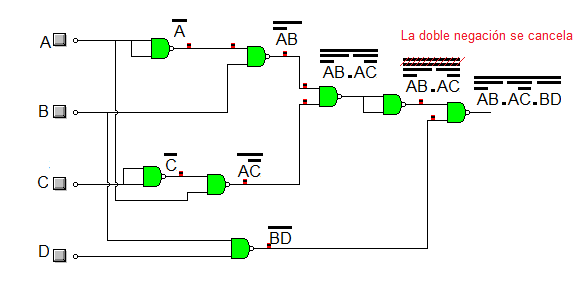 La doble negación se cancela
A
A
AB
AB.AC
AB.AC
AB.AC.BD
B
C
C
AC
D
BD